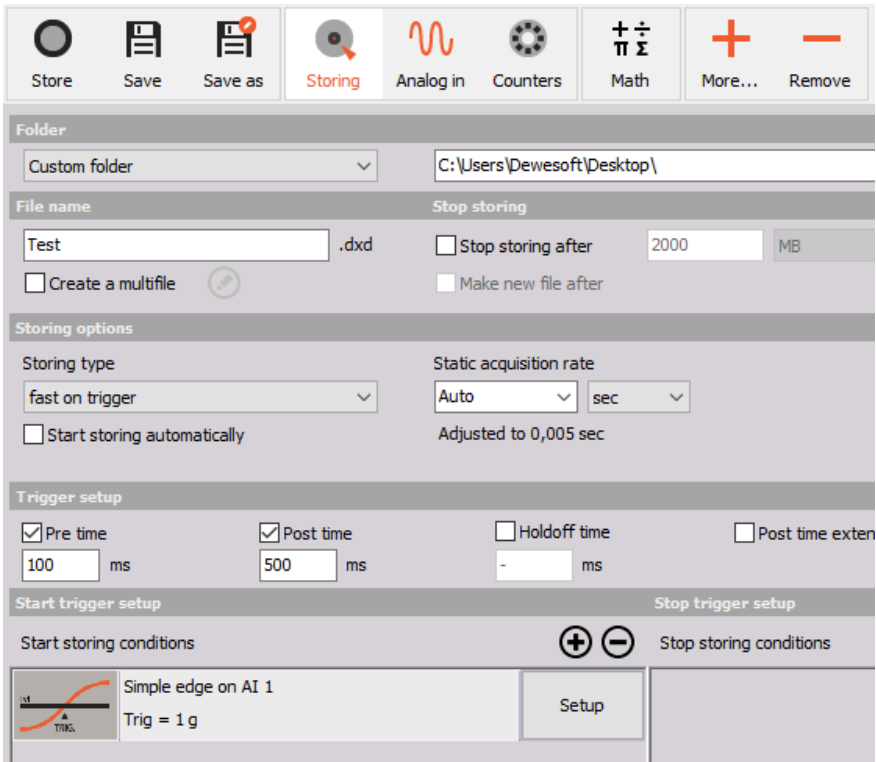 Store Save Save as Storing Analog in Counters Math More... Remove
Folder
Custom folder C:\Users\Dewesoft\Desktop\
File name Stop storing
Test .dxd Stop storing after 2000 MB
Create a multifile Make new file after
Storing options
Storing type Static acquisition rate
fast on trigger Auto sec
Start storing automatically Adjusted to 0,005 sec
Trigger setup
Pre time Post time Holdoff time Post time exten
100 ms 500 ms - ms
Start trigger setup Stop trigger setup
Start storing conditions Stop storing conditions
Simple edge on AI 1
Trig = 1 g
Setup
lvl
TRIG.